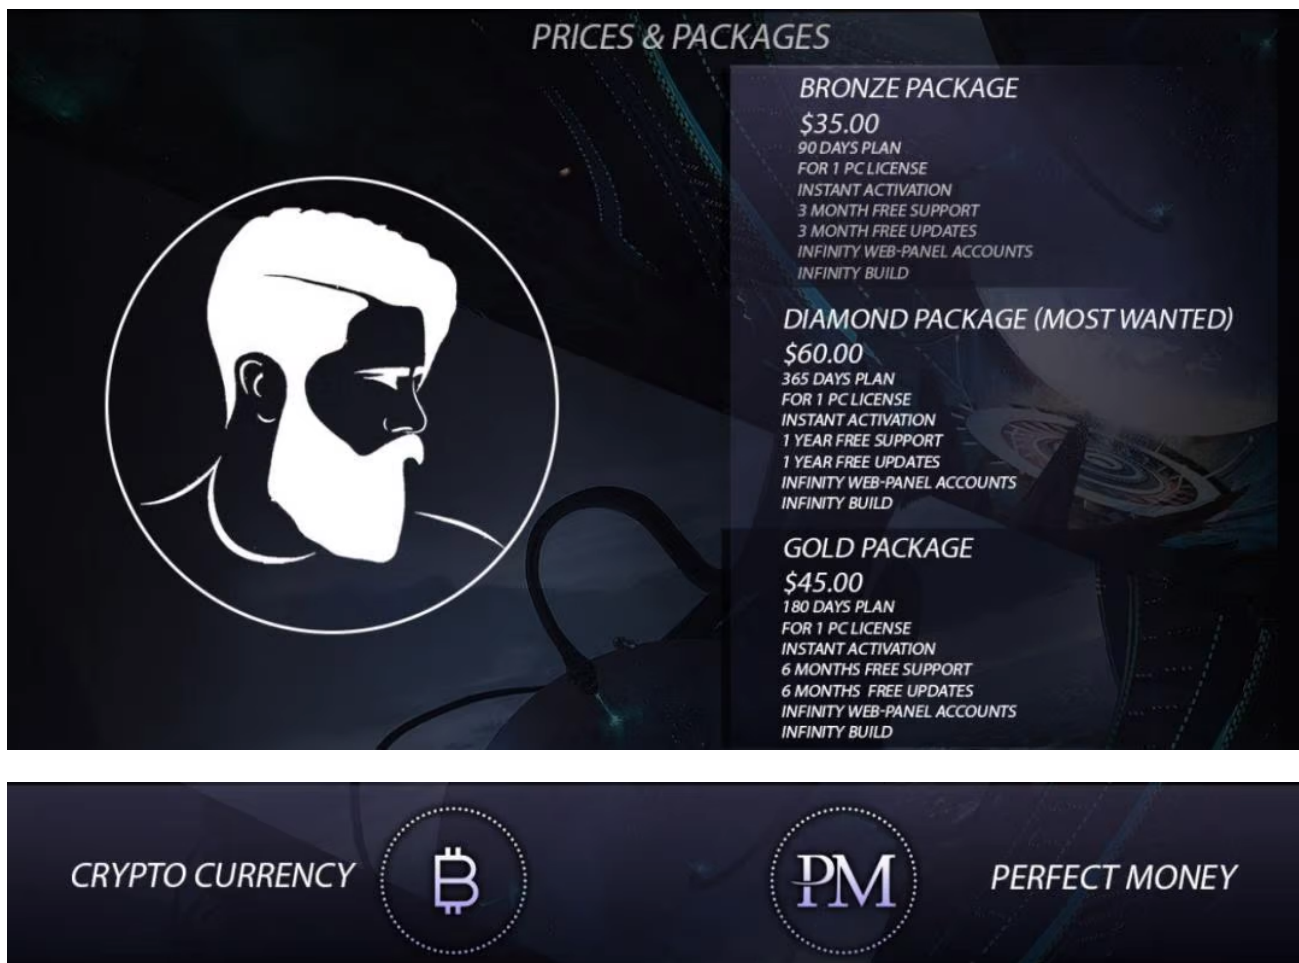 PRICES & PACKAGES
BRONZE PACKAGE
$35.00
90 DAYS PLAN
FOR 1 PC LICENSE
INSTANT ACTIVATION
3 MONTH FREE SUPPORT
3 MONTH FREE UPDATES
INFINITY WEB-PANEL ACCOUNTS
INFINITY BUILD
DIAMOND PACKAGE (MOST WANTED)
$60.00
365 DAYS PLAN
FOR 1 PC LICENSE
INSTANT ACTIVATION
1 YEAR FREE SUPPORT
1 YEAR FREE UPDATES
INFINITY WEB-PANEL ACCOUNTS
INFINITY BUILD
GOLD PACKAGE
$45.00
180 DAYS PLAN
FOR 1 PC LICENSE
INSTANT ACTIVATION
6 MONTHS FREE SUPPORT
6 MONTHS FREE UPDATES
INFINITY WEB-PANEL ACCOUNTS
INFINITY BUILD
CRYPTO CURRENCY
PM
PERFECT MONEY